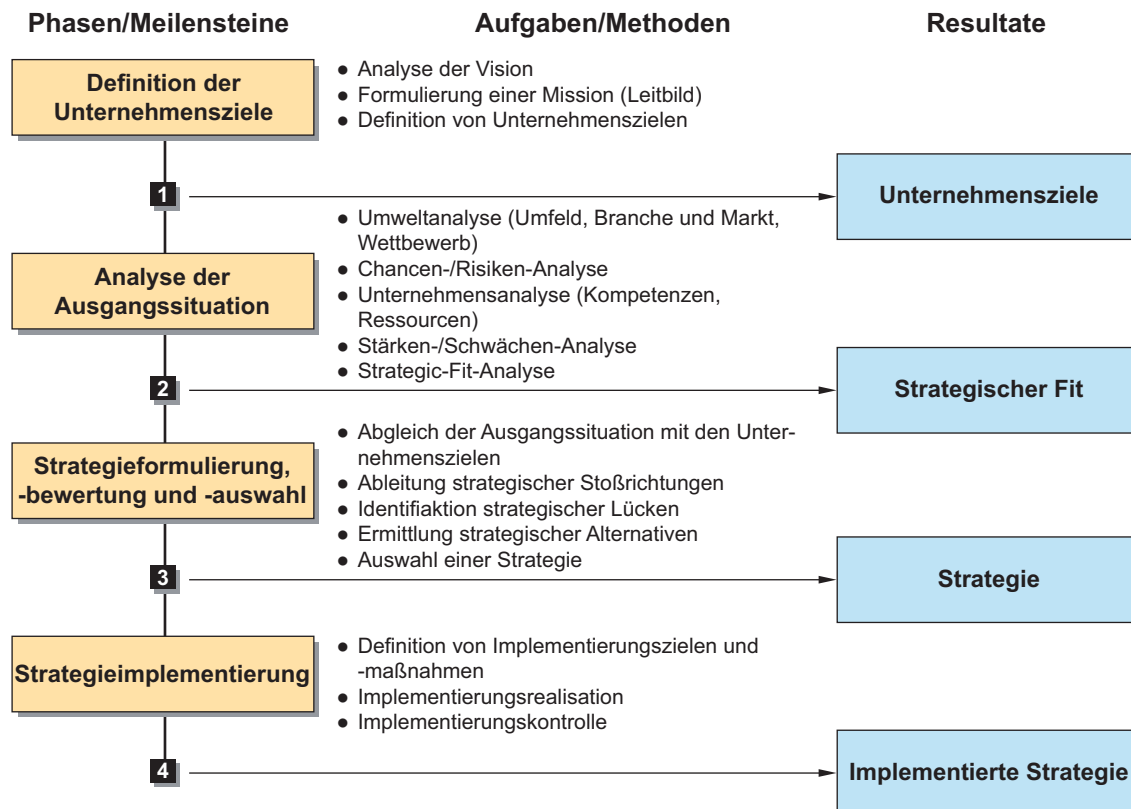 Phasen/Meilensteine
Aufgaben/Methoden
Resultate
Definition der
Unternehmensziele
● Analyse der Vision
● Formulierung einer Mission (Leitbild)
● Definition von Unternehmenszielen
1
Unternehmensziele
Analyse der
Ausgangssituation
● Umweltanalyse (Umfeld, Branche und Markt,
Wettbewerb)
● Chancen-/Risiken-Analyse
● Unternehmensanalyse (Kompetenzen,
Ressourcen)
● Stärken-/Schwächen-Analyse
● Strategic-Fit-Analyse
2
Strategischer Fit
Strategieformulierung,
-bewertung und -auswahl
● Abgleich der Ausgangssituation mit den Unter-
nehmenszielen
● Ableitung strategischer Stoßrichtungen
● Identifiaktion strategischer Lücken
● Ermittlung strategischer Alternativen
● Auswahl einer Strategie
3
Strategie
Strategieimplementierung
● Definition von Implementierungszielen und
-maßnahmen
● Implementierungsrealisation
● Implementierungskontrolle
4
Implementierte Strategie